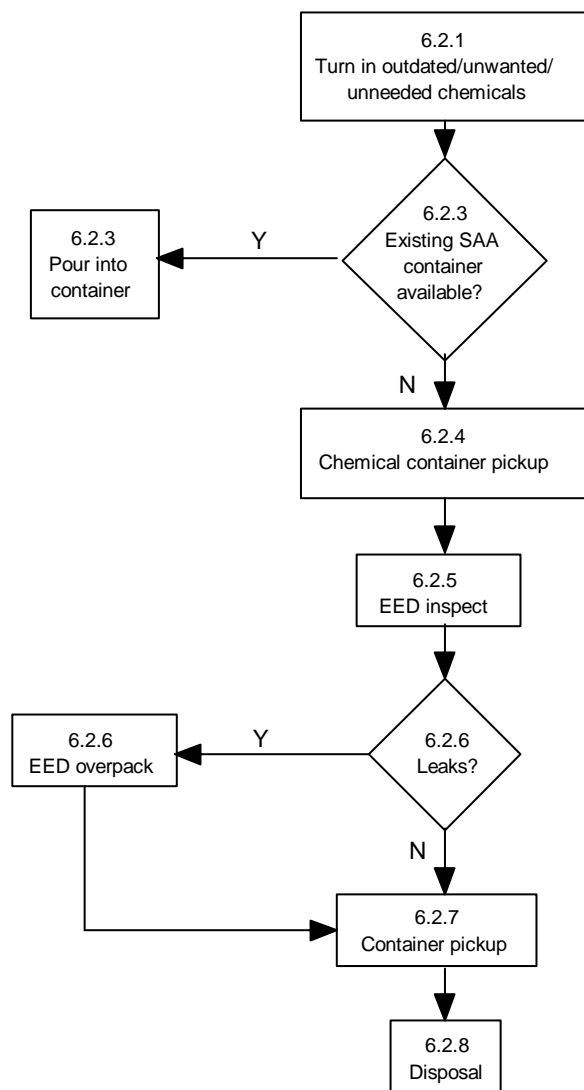 6.2.1
Turn in outdated/unwanted/
unneeded chemicals
6.2.3
Existing SAA
container
available?
Y
6.2.3
Pour into
container
N
6.2.4
Chemical container pickup
6.2.5
EED inspect
6.2.6
Leaks?
Y
6.2.6
EED overpack
N
6.2.7
Container pickup
6.2.8
Disposal